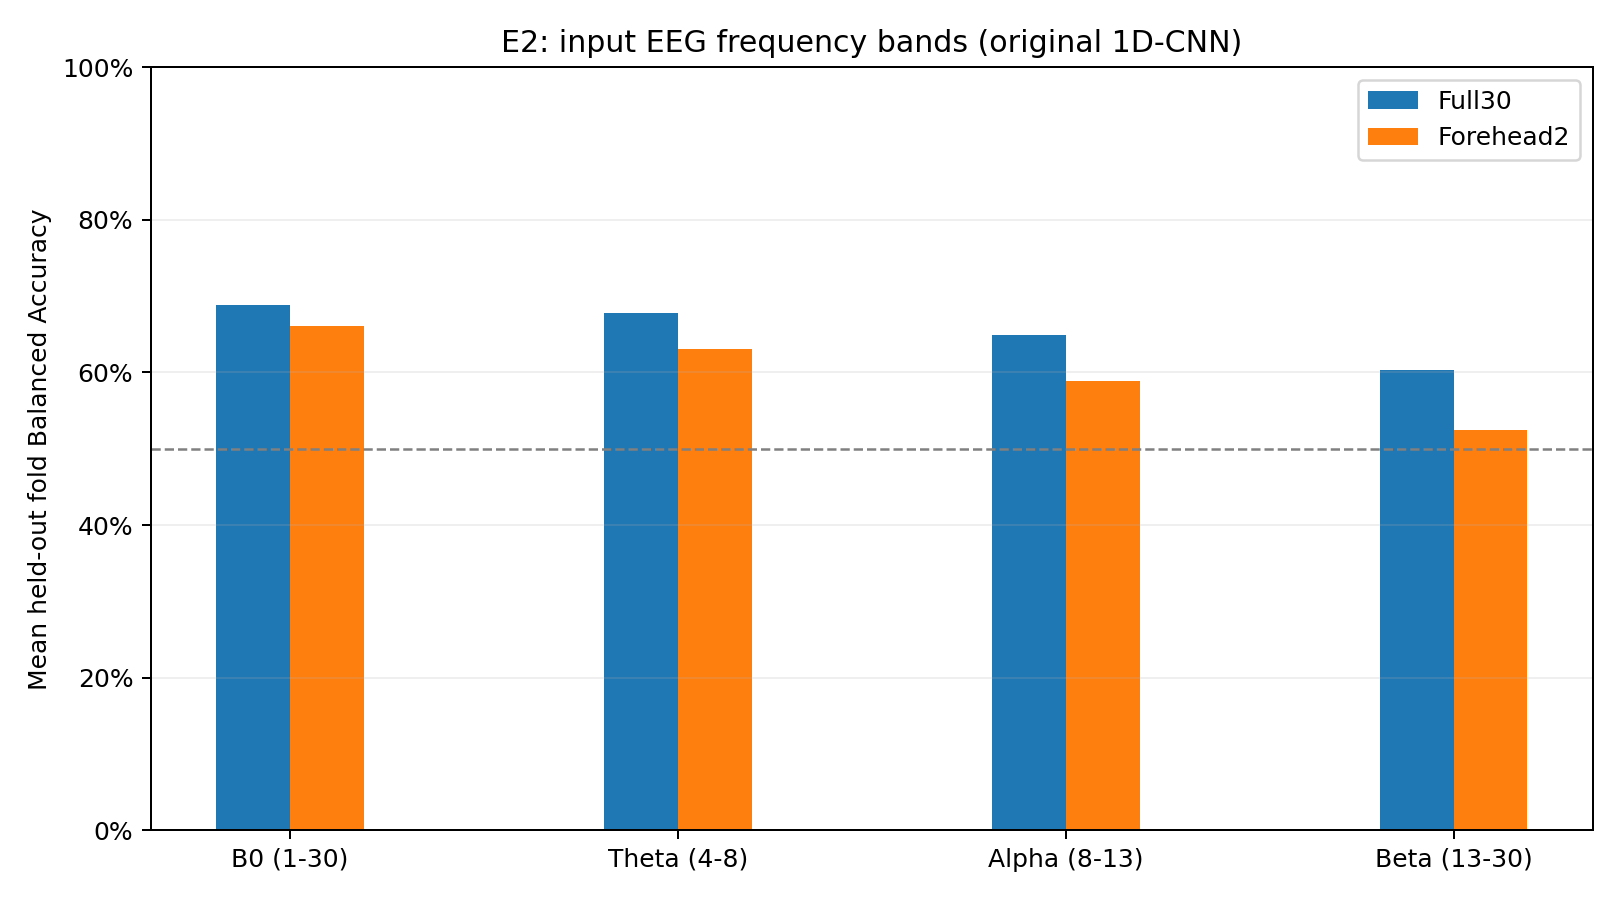 E2: input EEG frequency bands (original 1D-CNN)
Full30
Forehead2
Mean held-out fold Balanced Accuracy
100%
80%
60%
40%
20%
0%
B0 (1-30)
Theta (4-8)
Alpha (8-13)
Beta (13-30)